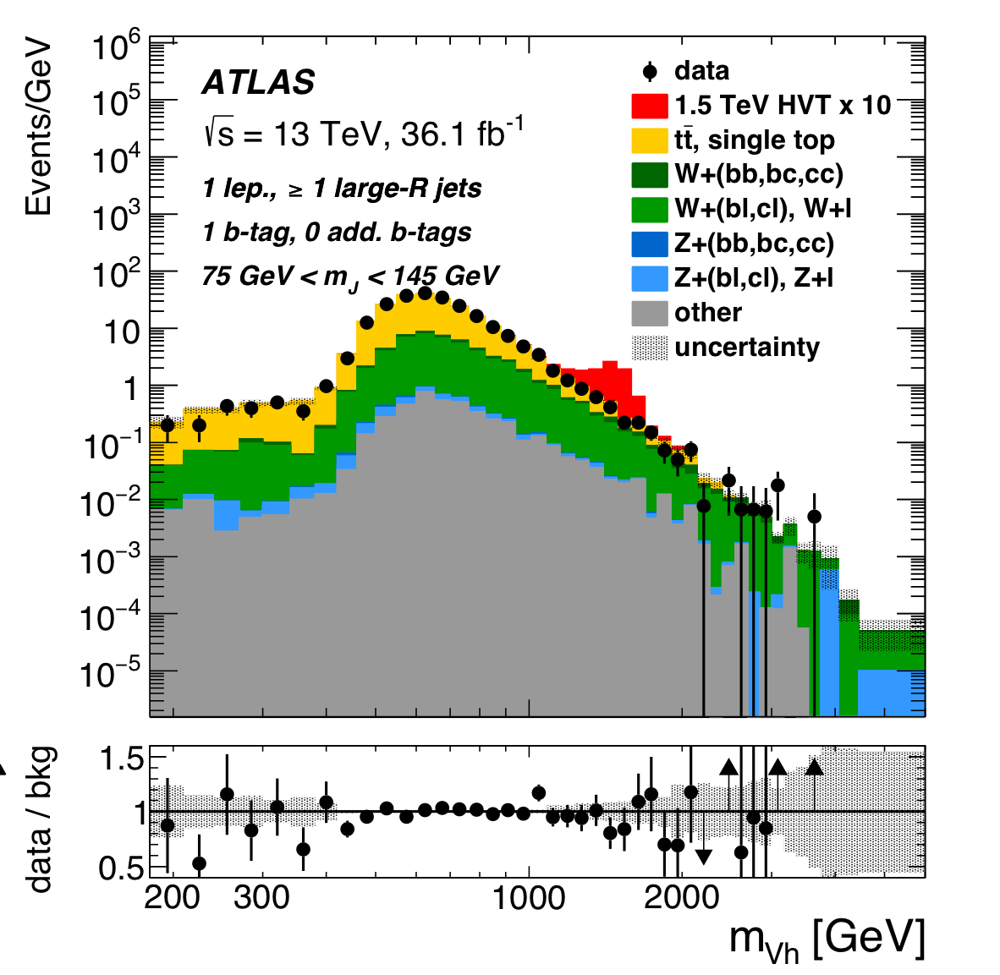 Events/GeV
10⁶
10⁵
10⁴
10³
10²
10
1
10⁻¹
10⁻²
10⁻³
10⁻⁴
10⁻⁵
ATLAS
√s = 13 TeV, 36.1 fb⁻¹
1 lep., ≥ 1 large-R jets
1 b-tag, 0 add. b-tags
75 GeV < m_J < 145 GeV
data
1.5 TeV HVT x 10
tt̄, single top
W+(bb,bc,cc)
W+(bl,cl), W+l
Z+(bb,bc,cc)
Z+(bl,cl), Z+l
other
uncertainty
data / bkg
1.5
1
0.5
200 300 1000 2000
m_Vh [GeV]